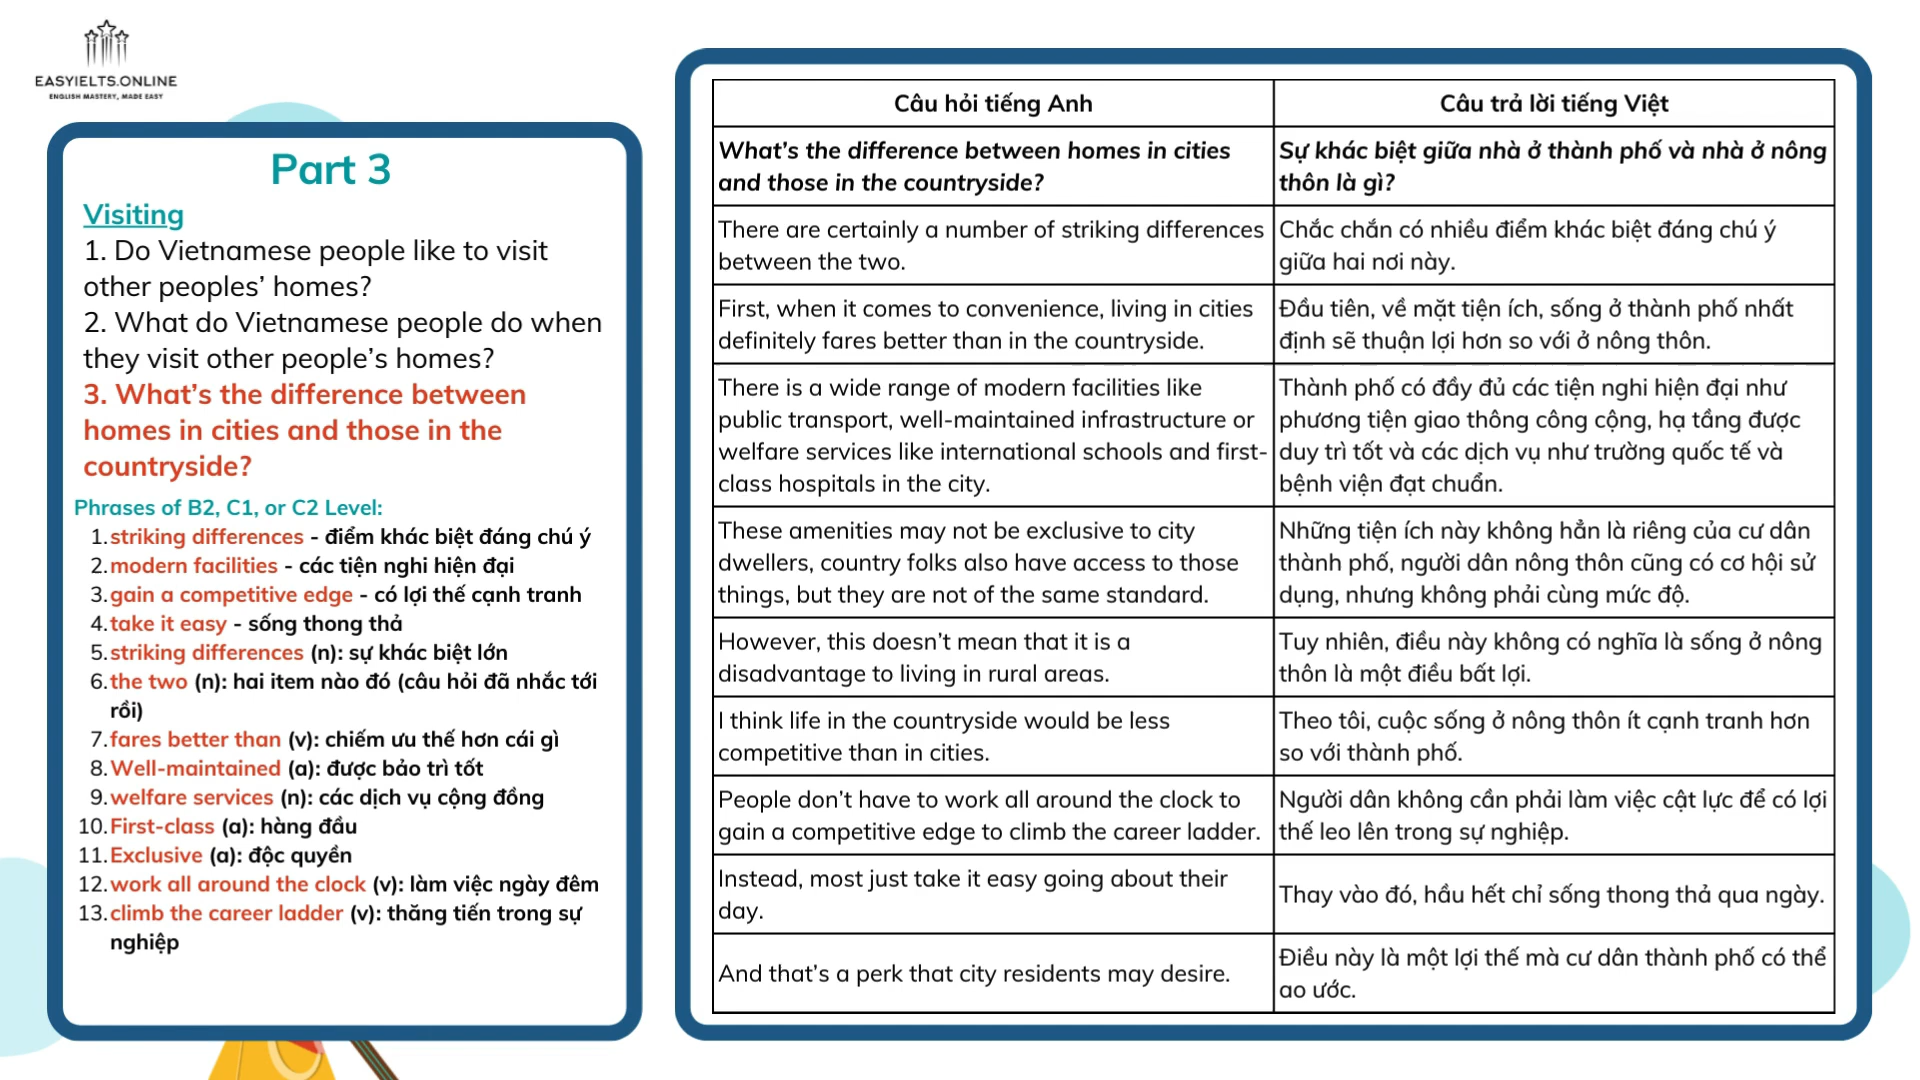 EASYIELTS.ONLINE
ENGLISH MASTERY, MADE EASY
Part 3
Visiting
1. Do Vietnamese people like to visit
other peoples’ homes?
2. What do Vietnamese people do when
they visit other people’s homes?
3. What’s the difference between
homes in cities and those in the
countryside?
Phrases of B2, C1, or C2 Level:
1. striking differences - điểm khác biệt đáng chú ý
2. modern facilities - các tiện nghi hiện đại
3. gain a competitive edge - có lợi thế cạnh tranh
4. take it easy - sống thong thả
5. striking differences (n): sự khác biệt lớn
6. the two (n): hai item nào đó (câu hỏi đã nhắc tới
rồi)
7. fares better than (v): chiếm ưu thế hơn cái gì
8. Well-maintained (a): được bảo trì tốt
9. welfare services (n): các dịch vụ cộng đồng
10. First-class (a): hàng đầu
11. Exclusive (a): độc quyền
12. work all around the clock (v): làm việc ngày đêm
13. climb the career ladder (v): thăng tiến trong sự
nghiệp
Câu hỏi tiếng Anh
Câu trả lời tiếng Việt
What’s the difference between homes in cities
and those in the countryside?
Sự khác biệt giữa nhà ở thành phố và nhà ở nông
thôn là gì?
There are certainly a number of striking differences
between the two.
Chắc chắn có nhiều điểm khác biệt đáng chú ý
giữa hai nơi này.
First, when it comes to convenience, living in cities
definitely fares better than in the countryside.
Đầu tiên, về mặt tiện ích, sống ở thành phố nhất
định sẽ thuận lợi hơn so với ở nông thôn.
There is a wide range of modern facilities like
public transport, well-maintained infrastructure or
welfare services like international schools and first-
class hospitals in the city.
Thành phố có đầy đủ các tiện nghi hiện đại như
phương tiện giao thông công cộng, hạ tầng được
duy trì tốt và các dịch vụ như trường quốc tế và
bệnh viện đạt chuẩn.
These amenities may not be exclusive to city
dwellers, country folks also have access to those
things, but they are not of the same standard.
Những tiện ích này không hẳn là riêng của cư dân
thành phố, người dân nông thôn cũng có cơ hội sử
dụng, nhưng không phải cùng mức độ.
However, this doesn’t mean that it is a
disadvantage to living in rural areas.
Tuy nhiên, điều này không có nghĩa là sống ở nông
thôn là một điều bất lợi.
I think life in the countryside would be less
competitive than in cities.
Theo tôi, cuộc sống ở nông thôn ít cạnh tranh hơn
so với thành phố.
People don’t have to work all around the clock to
gain a competitive edge to climb the career ladder.
Người dân không cần phải làm việc cật lực để có lợi
thế leo lên trong sự nghiệp.
Instead, most just take it easy going about their
day.
Thay vào đó, hầu hết chỉ sống thong thả qua ngày.
And that’s a perk that city residents may desire.
Điều này là một lợi thế mà cư dân thành phố có thể
ao ước.